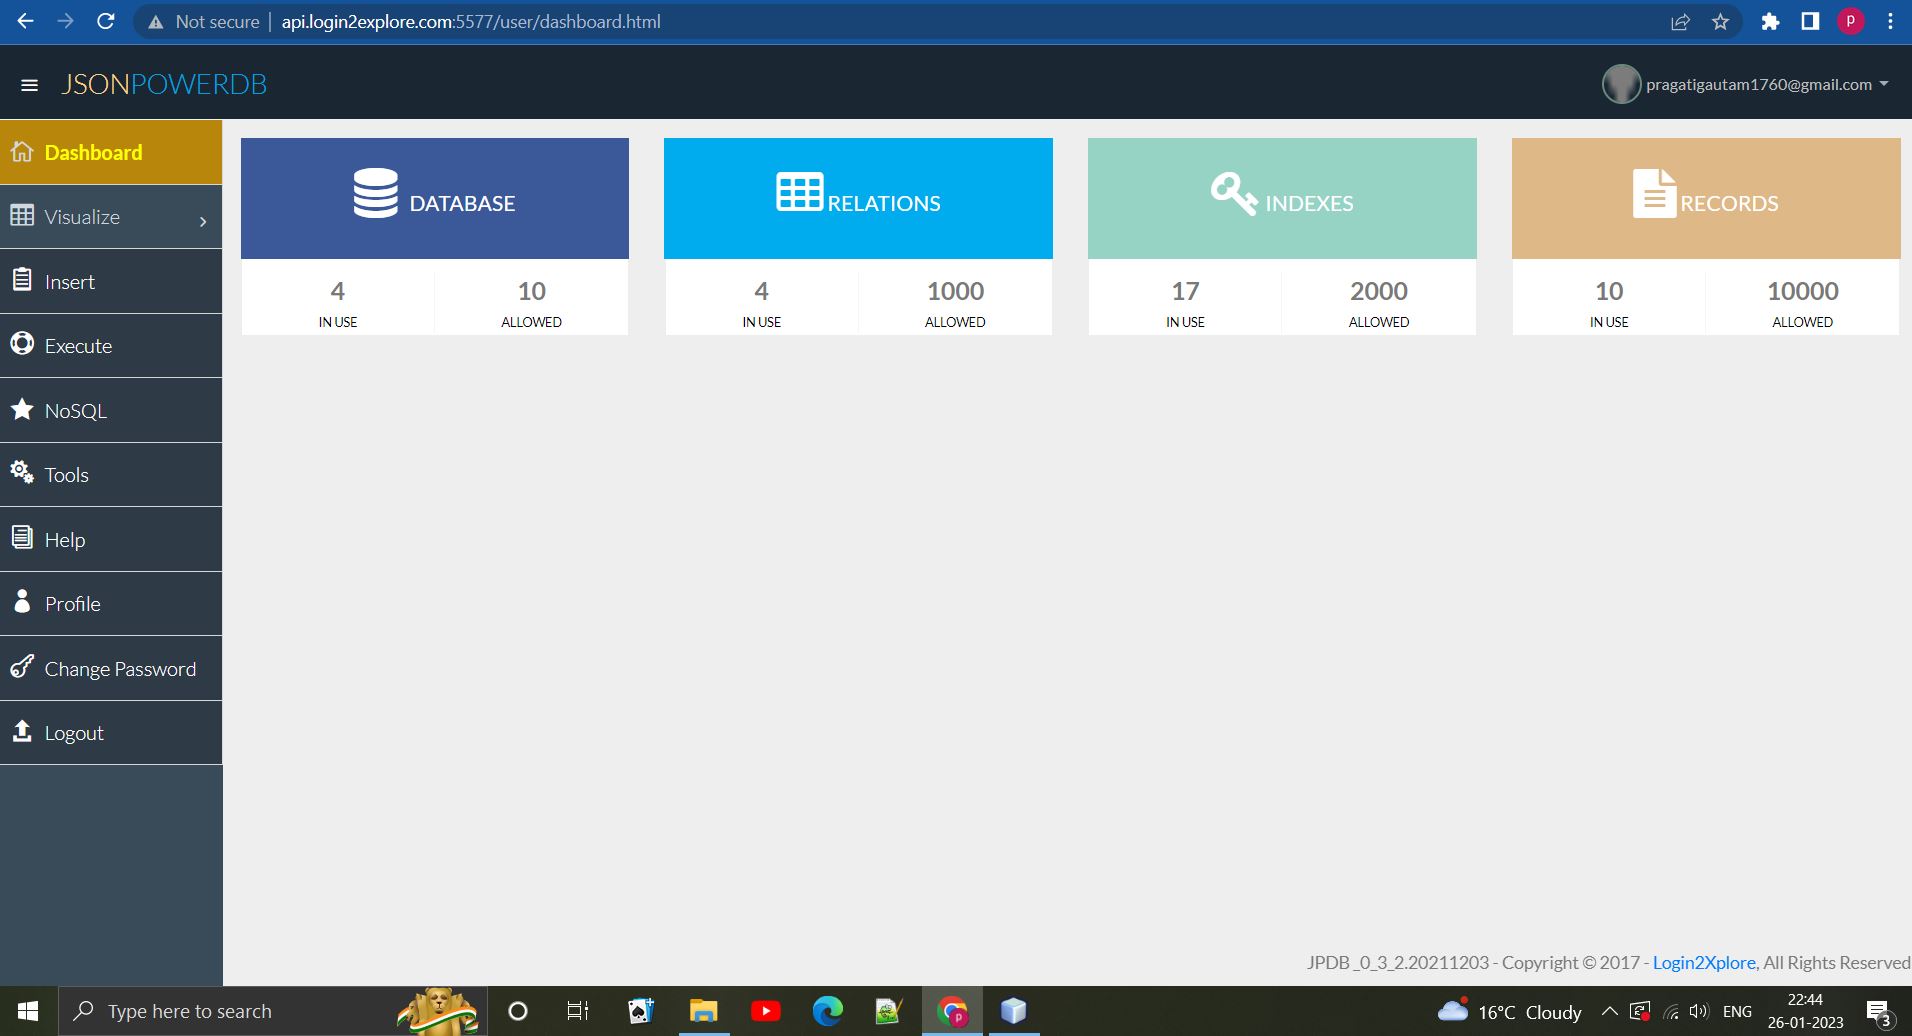 Not secure | api.login2explore.com:5577/user/dashboard.html
p
JSONPOWERDB
pragatigautam1760@gmail.com
Dashboard
Visualize
Insert
Execute
NoSQL
Tools
Help
Profile
Change Password
Logout
DATABASE
4 10
IN USE ALLOWED
RELATIONS
4 1000
IN USE ALLOWED
INDEXES
17 2000
IN USE ALLOWED
RECORDS
10 10000
IN USE ALLOWED
JPDB_0_3_2.20211203 - Copyright © 2017 - Login2Xplore, All Rights Reserved
Type here to search
p
16°C Cloudy
ENG
22:44
26-01-2023
3